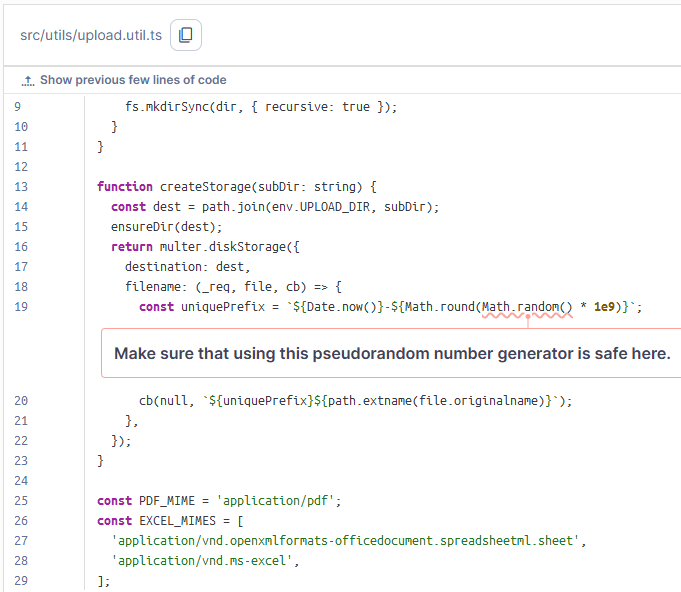 src/utils/upload.util.ts
Show previous few lines of code
9 fs.mkdirSync(dir, { recursive: true });
10 }
11 }
12
13 function createStorage(subDir: string) {
14 const dest = path.join(env.UPLOAD_DIR, subDir);
15 ensureDir(dest);
16 return multer.diskStorage({
17 destination: dest,
18 filename: (_req, file, cb) => {
19 const uniquePrefix = `${Date.now()}-${Math.round(Math.random() * 1e9)}`;
Make sure that using this pseudorandom number generator is safe here.
20 cb(null, `${uniquePrefix}${path.extname(file.originalname)}`);
21 },
22 });
23 }
24
25 const PDF_MIME = 'application/pdf';
26 const EXCEL_MIMES = [
27 'application/vnd.openxmlformats-officedocument.spreadsheetml.sheet',
28 'application/vnd.ms-excel',
29 ];